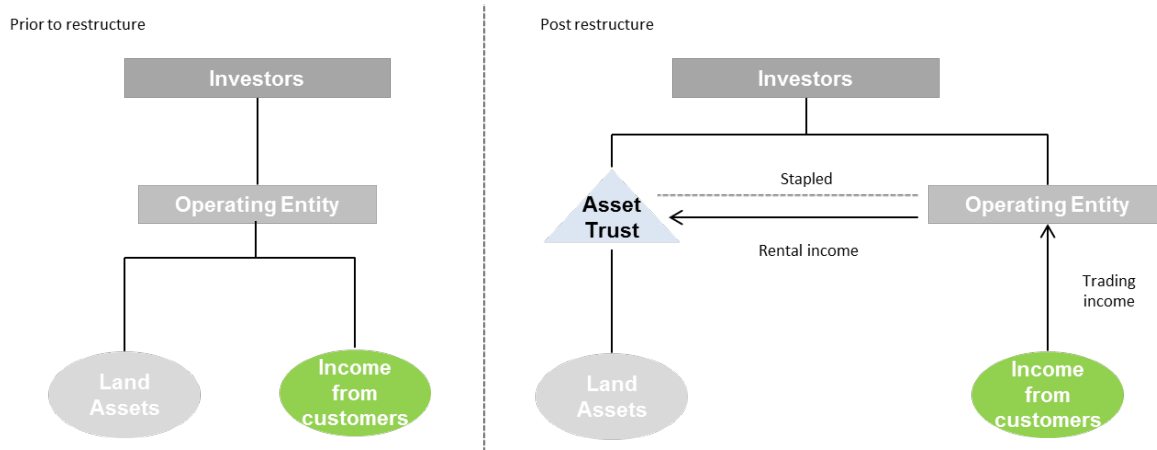 Prior to restructure
Investors
Operating Entity
Land
Assets
Income
from
customers
Post restructure
Investors
Stapled
Asset
Trust
Operating Entity
Rental income
Trading
income
Land
Assets
Income
from
customers